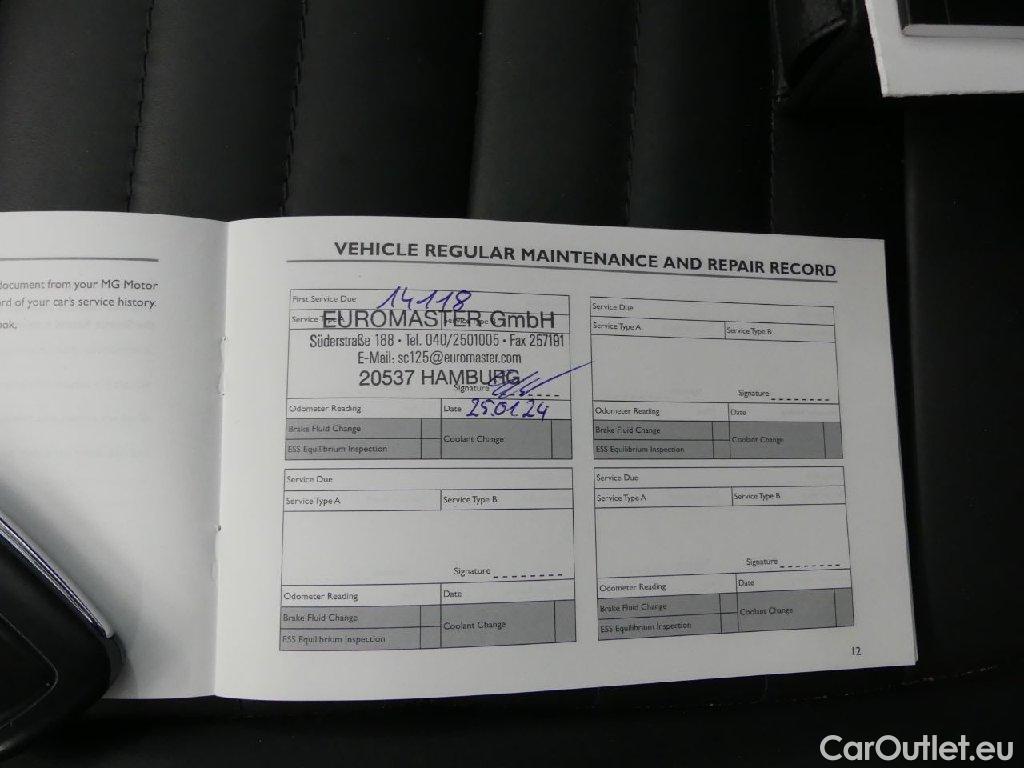 document from your MG Motor
rd of your car's service history.
ook,
VEHICLE REGULAR MAINTENANCE AND REPAIR RECORD
First Service Due 14118
Service Type A Service Type B
EUROMASTER GmbH
Süderstraße 188 • Tel. 040/2501005 • Fax 257191
E-Mail: sc125@euromaster.com
20537 HAMBURG
Signature
Odometer Reading Date 25.01.24
Brake Fluid Change
Coolant Change
ESS Equilibrium Inspection
Service Due
Service Type A Service Type B
Signature
Odometer Reading Date
Brake Fluid Change
Coolant Change
ESS Equilibrium Inspection
Service Due
Service Type A Service Type B
Signature
Odometer Reading Date
Brake Fluid Change
Coolant Change
ESS Equilibrium Inspection
Service Due
Service Type A Service Type B
Signature
Odometer Reading Date
Brake Fluid Change
Coolant Change
ESS Equilibrium Inspection
12
CarOutlet.eu